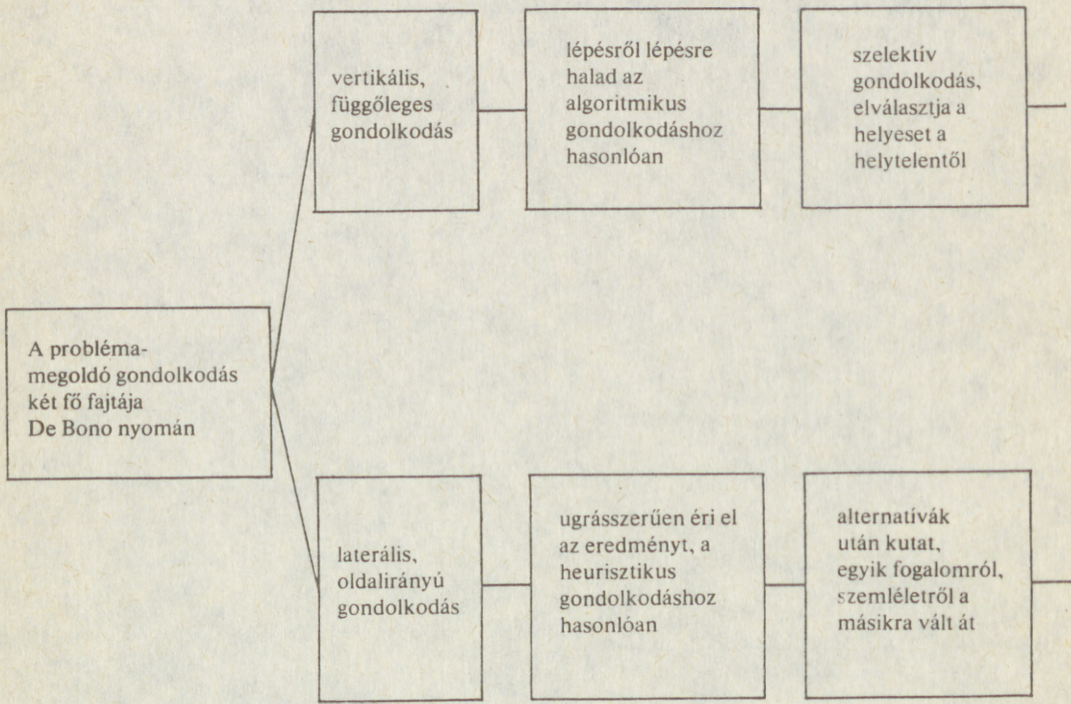 A probléma-
megoldó gondolkodás
két fő fajtája
De Bono nyomán
vertikális,
függőleges
gondolkodás
lépésről lépésre
halad az
algoritmikus
gondolkodáshoz
hasonlóan
szelektív
gondolkodás,
elválasztja a
helyeset a
helytelentől
laterális,
oldalirányú
gondolkodás
ugrásszerűen éri el
az eredményt, a
heurisztikus
gondolkodáshoz
hasonlóan
alternatívák
után kutat,
egyik fogalomról,
szemléletről a
másikra vált át